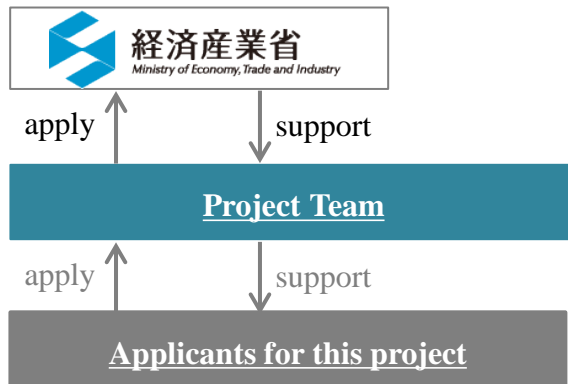 経済産業省
Ministry of Economy, Trade and Industry
apply
support
Project Team
apply
support
Applicants for this project